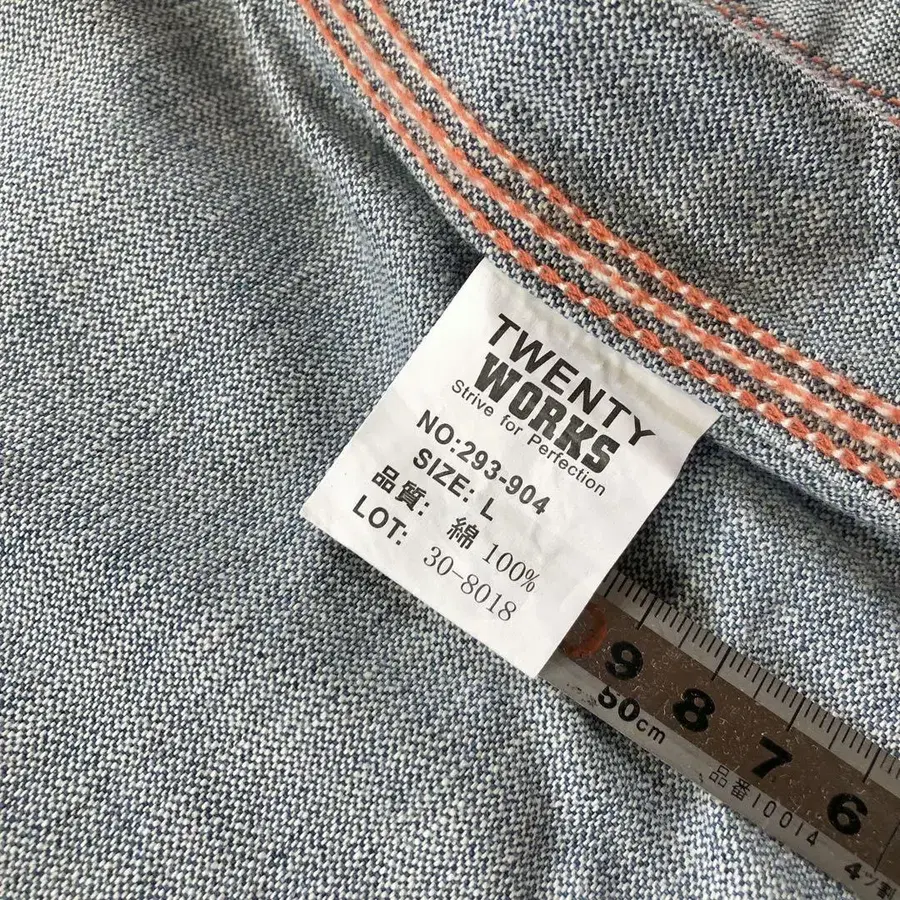 TWENTY
WORKS
Strive for Perfection
NO:293-904
SIZE: L
品質: 綿 100%
LOT: 30-8018
9 8 7 6
50cm
品番10014